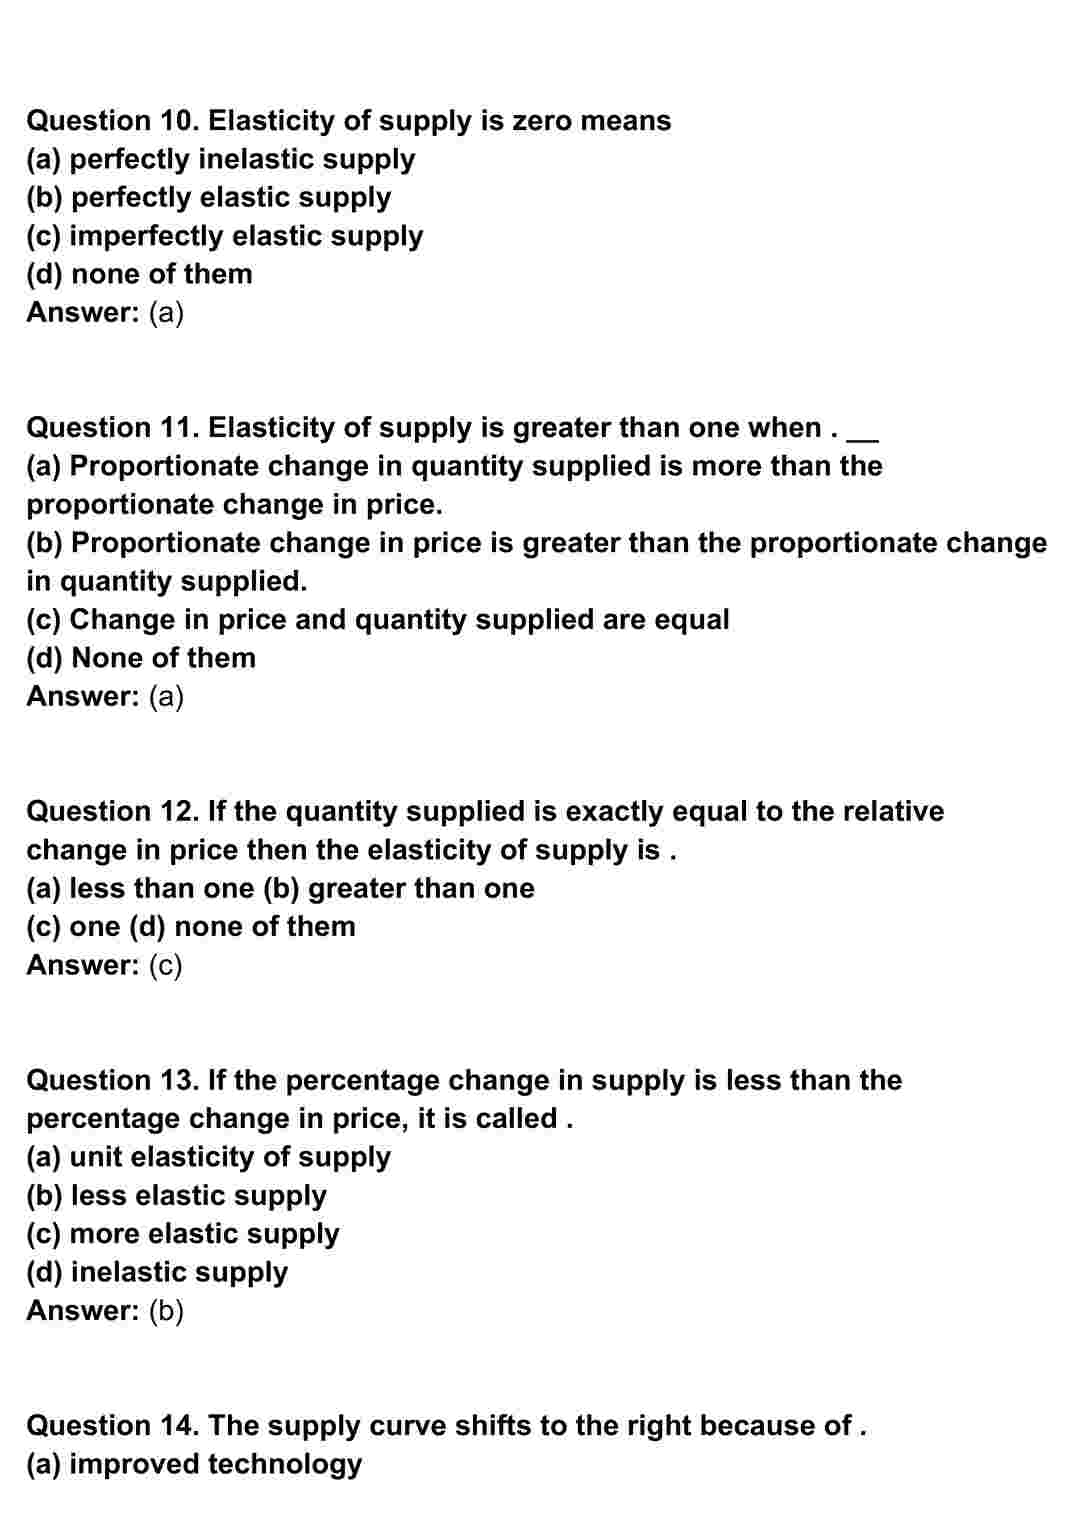 Question 10. Elasticity of supply is zero means
(a) perfectly inelastic supply
(b) perfectly elastic supply
(c) imperfectly elastic supply
(d) none of them
Answer: (a)
Question 11. Elasticity of supply is greater than one when . __
(a) Proportionate change in quantity supplied is more than the
proportionate change in price.
(b) Proportionate change in price is greater than the proportionate change
in quantity supplied.
(c) Change in price and quantity supplied are equal
(d) None of them
Answer: (a)
Question 12. If the quantity supplied is exactly equal to the relative
change in price then the elasticity of supply is .
(a) less than one (b) greater than one
(c) one (d) none of them
Answer: (c)
Question 13. If the percentage change in supply is less than the
percentage change in price, it is called .
(a) unit elasticity of supply
(b) less elastic supply
(c) more elastic supply
(d) inelastic supply
Answer: (b)
Question 14. The supply curve shifts to the right because of .
(a) improved technology